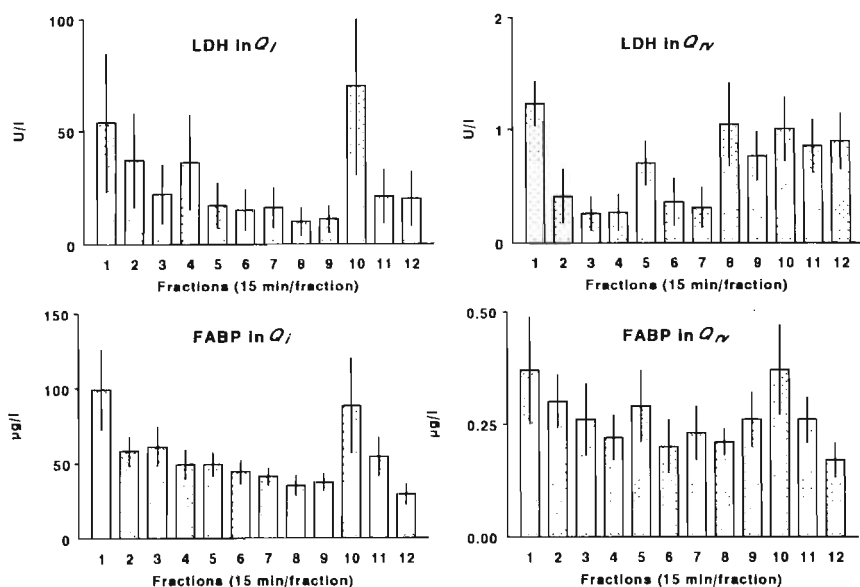 LDH in Qi
U/l
100
50
0
1 2 3 4 5 6 7 8 9 10 11 12
Fractions (15 min/fraction)
LDH in Qrv
U/l
2
1
0
1 2 3 4 5 6 7 8 9 10 11 12
Fractions (15 min/fraction)
FABP in Qi
µg/l
150
100
50
0
1 2 3 4 5 6 7 8 9 10 11 12
Fractions (15 min/fraction)
FABP in Qrv
µg/l
0.50
0.25
0.00
1 2 3 4 5 6 7 8 9 10 11 12
Fractions (15 min/fraction)